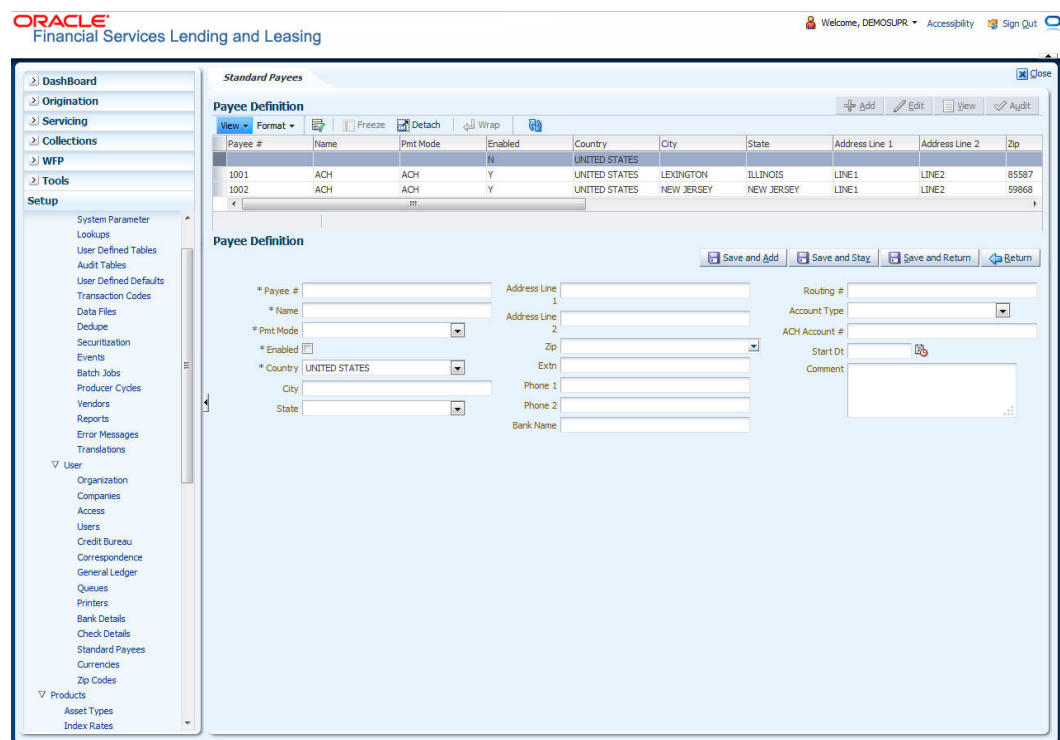 ORACLE
Financial Services Lending and Leasing
Welcome, DEMOSUPR
Accessibility
Sign Out
DashBoard
Origination
Servicing
Collections
WFP
Tools
Setup
System Parameter
Lookups
User Defined Tables
Audit Tables
User Defined Defaults
Transaction Codes
Data Files
Dedupe
Securitization
Events
Batch Jobs
Producer Cycles
Vendors
Reports
Error Messages
Translations
User
Organization
Companies
Access
Users
Credit Bureau
Correspondence
General Ledger
Queues
Printers
Bank Details
Check Details
Standard Payees
Currencies
Zip Codes
Products
Asset Types
Index Rates
Standard Payees
Close
Payee Definition
Add Edit View Audit
View Format Freeze Detach Wrap
Payee # Name Pmt Mode Enabled Country City State Address Line 1 Address Line 2 Zip
N UNITED STATES
1001 ACH ACH Y UNITED STATES LEXINGTON ILLINOIS LINE1 LINE2 85587
1002 ACH ACH Y UNITED STATES NEW JERSEY NEW JERSEY LINE1 LINE2 59868
Payee Definition
Save and Add Save and Stay Save and Return Return
* Payee #
* Name
* Pmt Mode
* Enabled
* Country UNITED STATES
City
State
Address Line
1
Address Line
2
Zip
Extn
Phone 1
Phone 2
Bank Name
Routing #
Account Type
ACH Account #
Start Dt
Comment